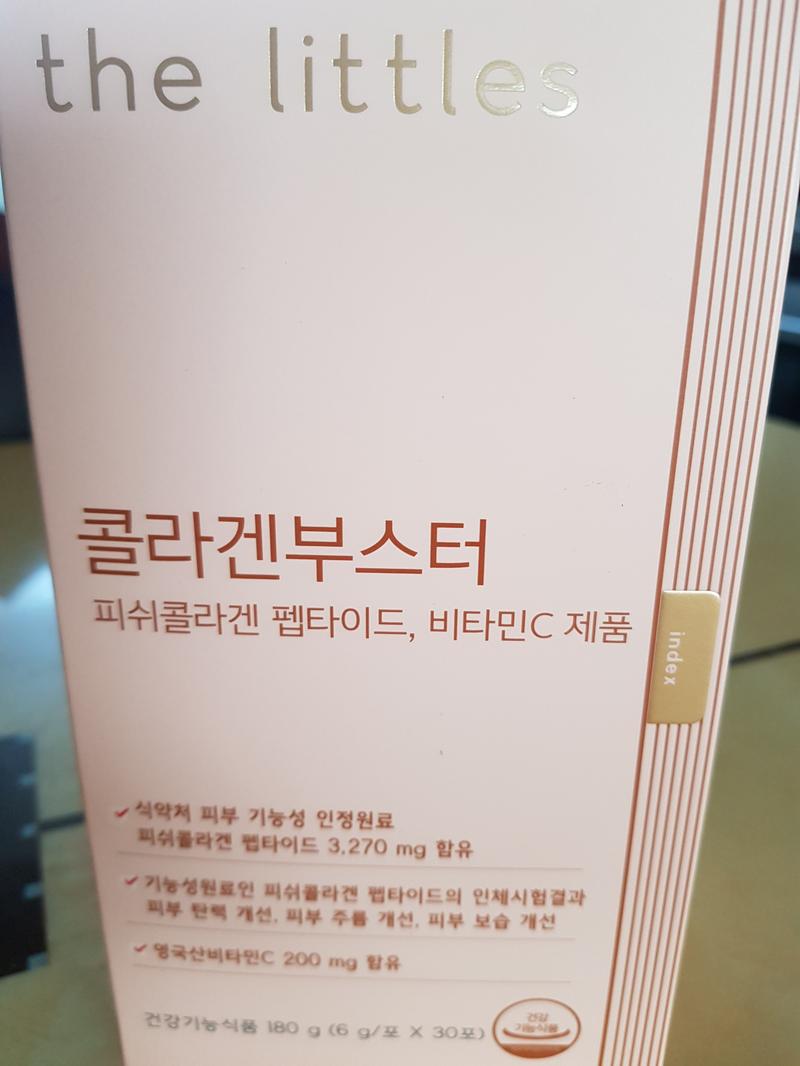 the littles
콜라겐부스터
피쉬콜라겐 펩타이드, 비타민C 제품
index
식약처 피부 기능성 인정원료
피쉬콜라겐 펩타이드 3,270 mg 함유
기능성원료인 피쉬콜라겐 펩타이드의 인체시험결과
피부 탄력 개선, 피부 주름 개선, 피부 보습 개선
영국산비타민C 200 mg 함유
건강기능식품 180 g (6 g/포 X 30포)
건강
기능식품